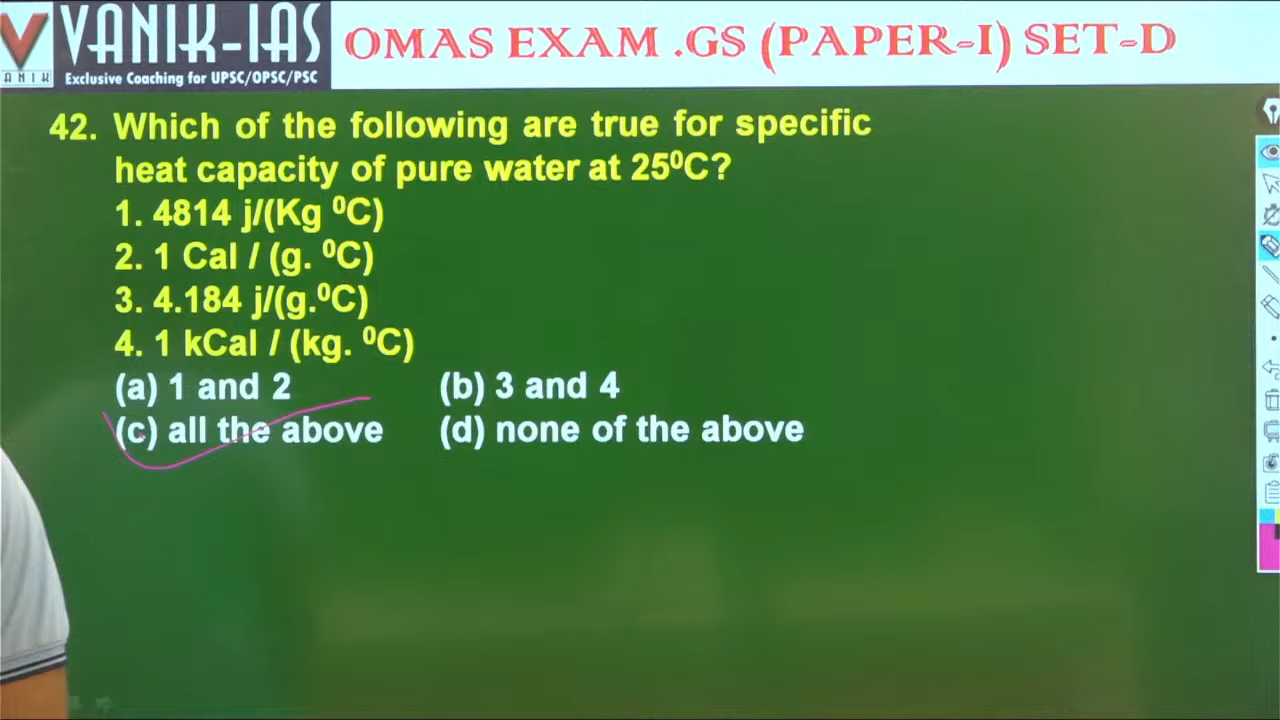 VANIK
VANIK-IAS
Exclusive Coaching for UPSC/OPSC/PSC
OMAS EXAM .GS (PAPER-I) SET-D
42. Which of the following are true for specific
heat capacity of pure water at 25⁰C?
1. 4814 j/(Kg ⁰C)
2. 1 Cal / (g. ⁰C)
3. 4.184 j/(g.⁰C)
4. 1 kCal / (kg. ⁰C)
(a) 1 and 2 (b) 3 and 4
(c) all the above (d) none of the above